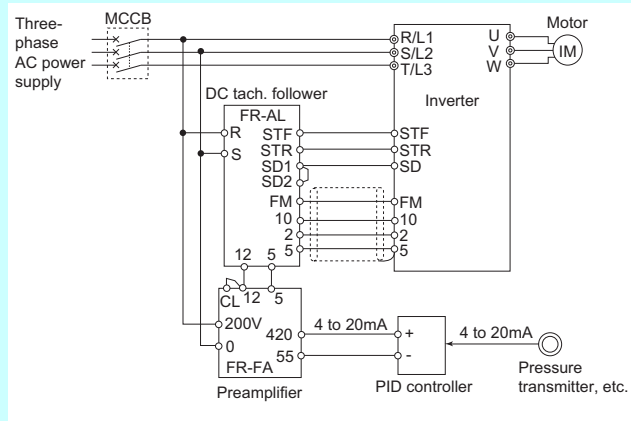 Three-
phase
AC power
supply
MCCB
R/L1
S/L2
T/L3
U
V
W
Motor
IM
Inverter
DC tach. follower
FR-AL
R
S
STF
STR
SD1
SD2
FM
10
2
5
12 5
STF
STR
SD
FM
10
2
5
CL 12 5
200V
0
420
55
FR-FA
Preamplifier
4 to 20mA
+
-
PID controller
4 to 20mA
Pressure
transmitter, etc.